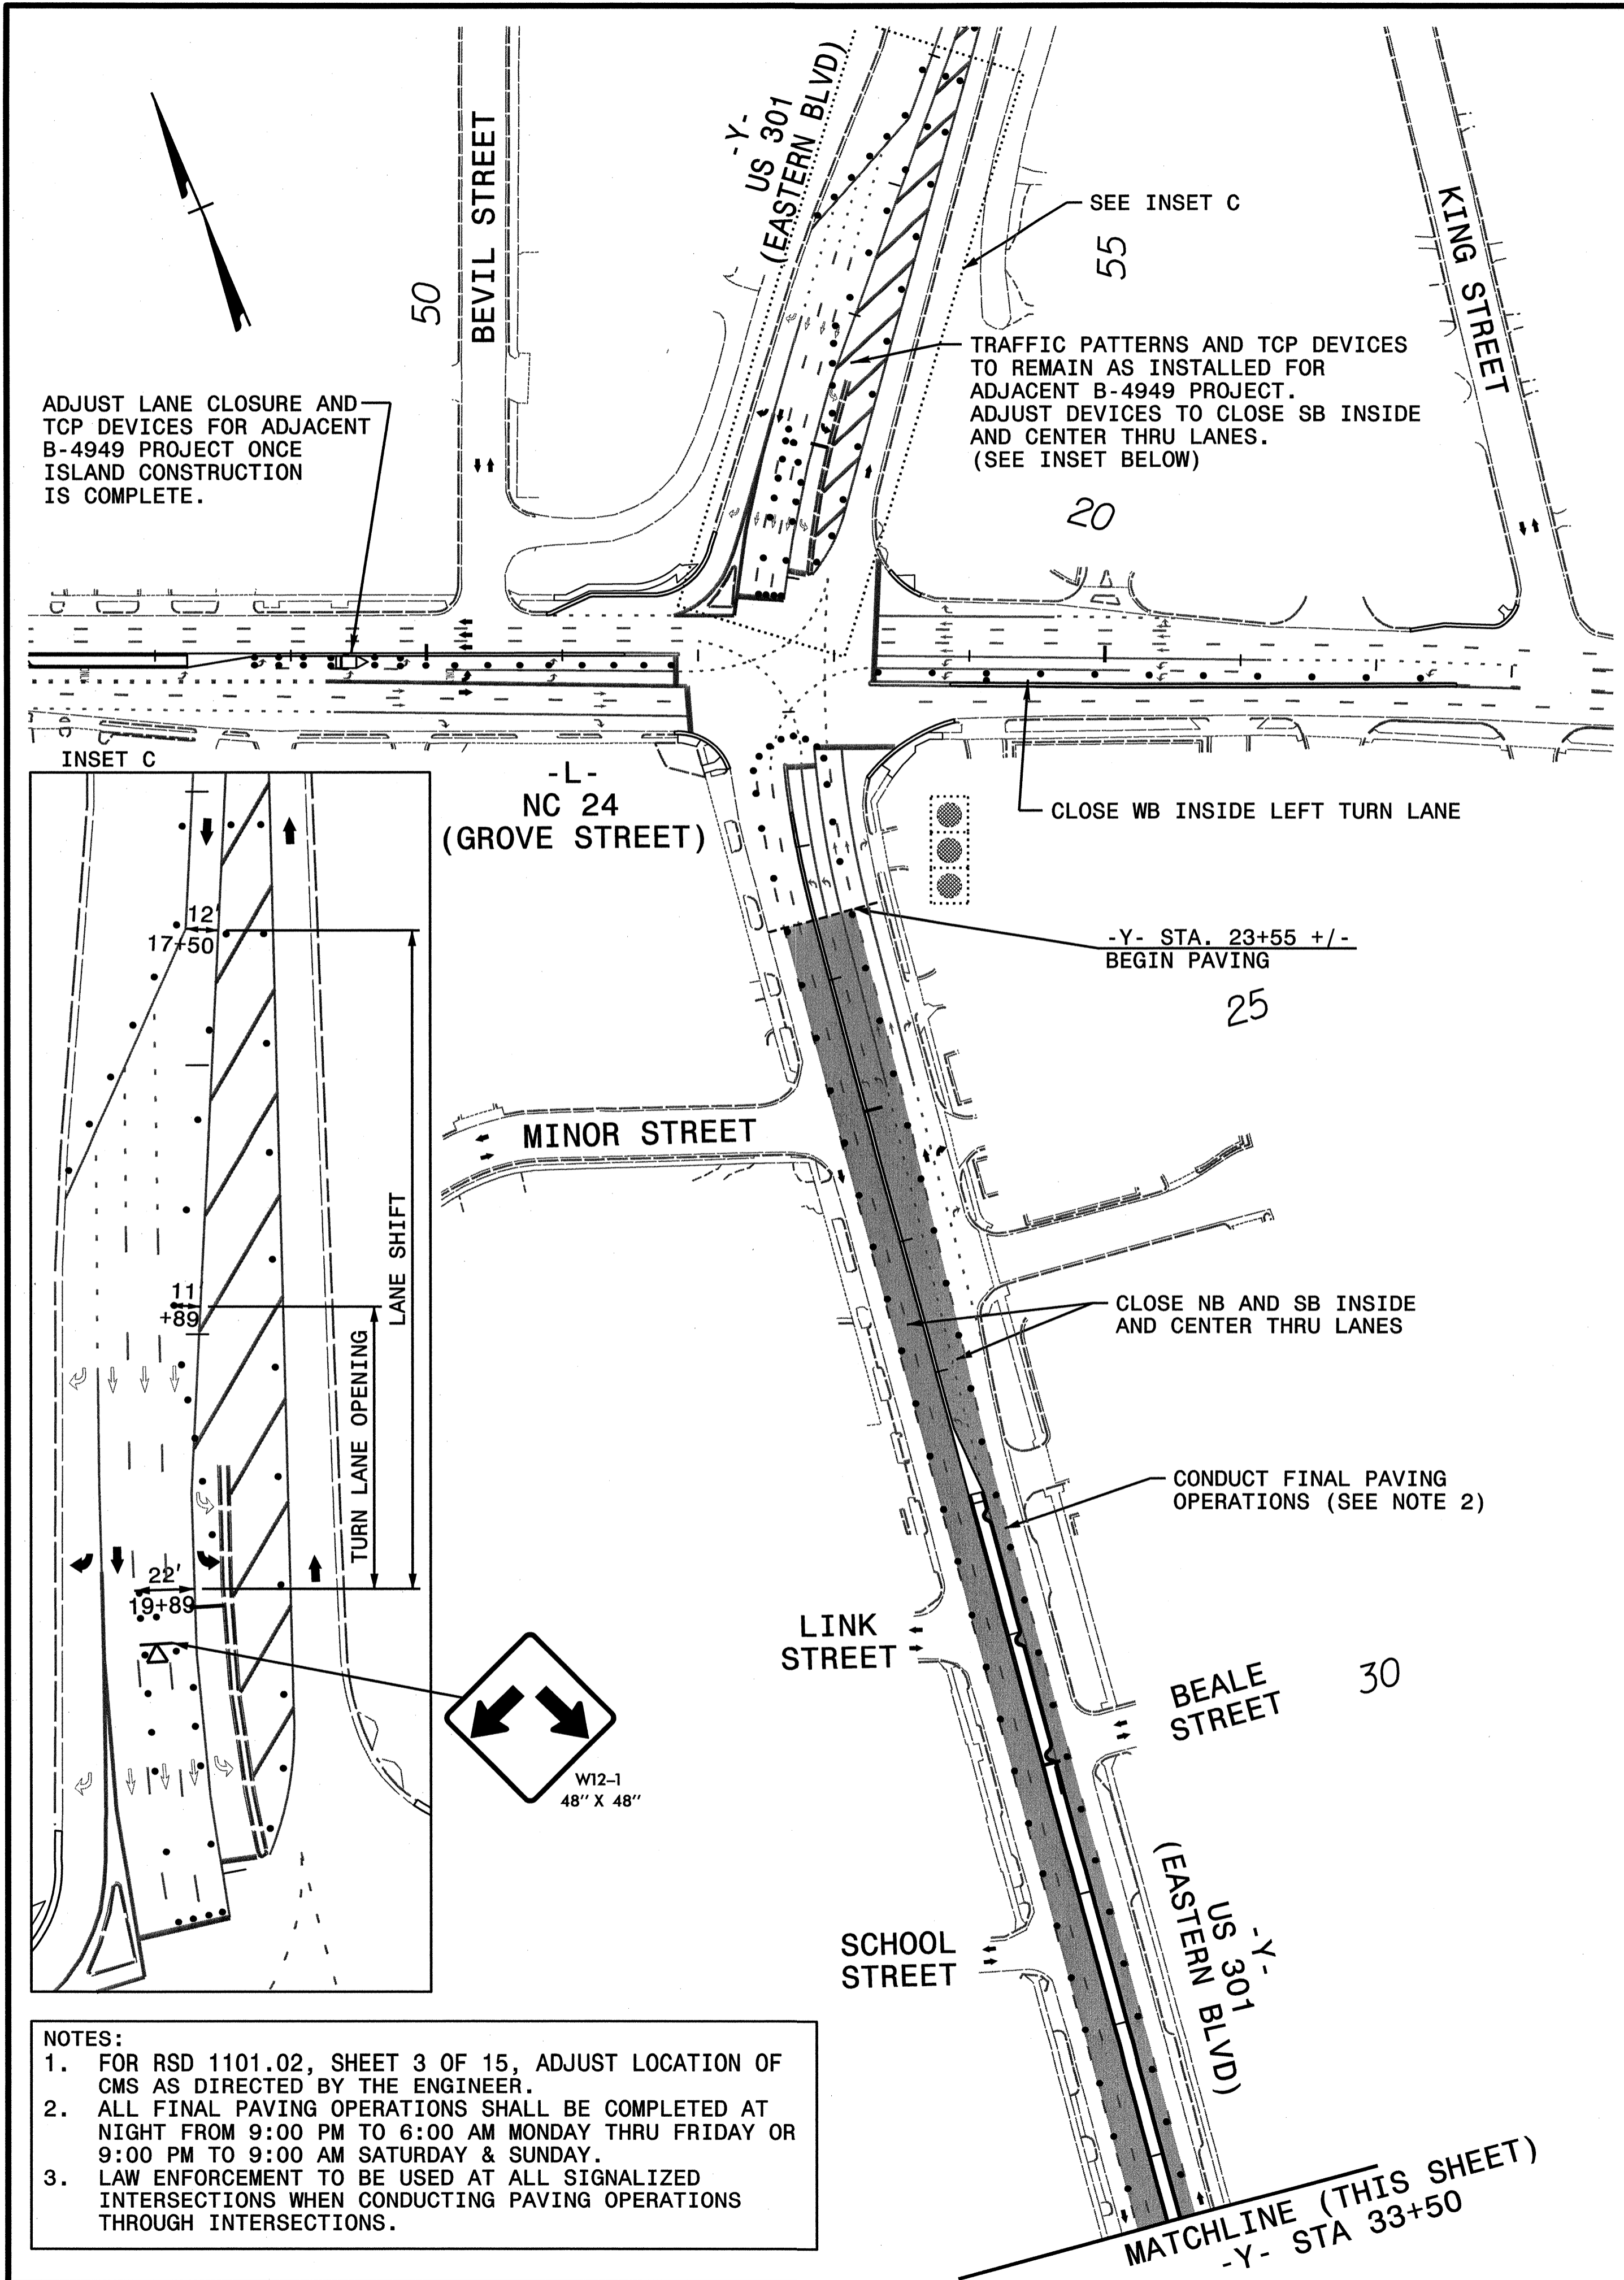 -Y-
US 301
(EASTERN BLVD)
BEVIL STREET
50
SEE INSET C
55
KING STREET
ADJUST LANE CLOSURE AND
TCP DEVICES FOR ADJACENT
B-4949 PROJECT ONCE
ISLAND CONSTRUCTION
IS COMPLETE.
TRAFFIC PATTERNS AND TCP DEVICES
TO REMAIN AS INSTALLED FOR
ADJACENT B-4949 PROJECT.
ADJUST DEVICES TO CLOSE SB INSIDE
AND CENTER THRU LANES.
(SEE INSET BELOW)
20
INSET C
-L-
NC 24
(GROVE STREET)
CLOSE WB INSIDE LEFT TURN LANE
-Y- STA. 23+55 +/-
BEGIN PAVING
25
12'
17+50
MINOR STREET
LANE SHIFT
11'
+89
TURN LANE OPENING
CLOSE NB AND SB INSIDE
AND CENTER THRU LANES
CONDUCT FINAL PAVING
OPERATIONS (SEE NOTE 2)
22'
19+89
LINK
STREET
BEALE
STREET
30
W12-1
48" X 48"
SCHOOL
STREET
-Y-
US 301
(EASTERN BLVD)
NOTES:
1. FOR RSD 1101.02, SHEET 3 OF 15, ADJUST LOCATION OF
CMS AS DIRECTED BY THE ENGINEER.
2. ALL FINAL PAVING OPERATIONS SHALL BE COMPLETED AT
NIGHT FROM 9:00 PM TO 6:00 AM MONDAY THRU FRIDAY OR
9:00 PM TO 9:00 AM SATURDAY & SUNDAY.
3. LAW ENFORCEMENT TO BE USED AT ALL SIGNALIZED
INTERSECTIONS WHEN CONDUCTING PAVING OPERATIONS
THROUGH INTERSECTIONS.
MATCHLINE (THIS SHEET)
-Y- STA 33+50